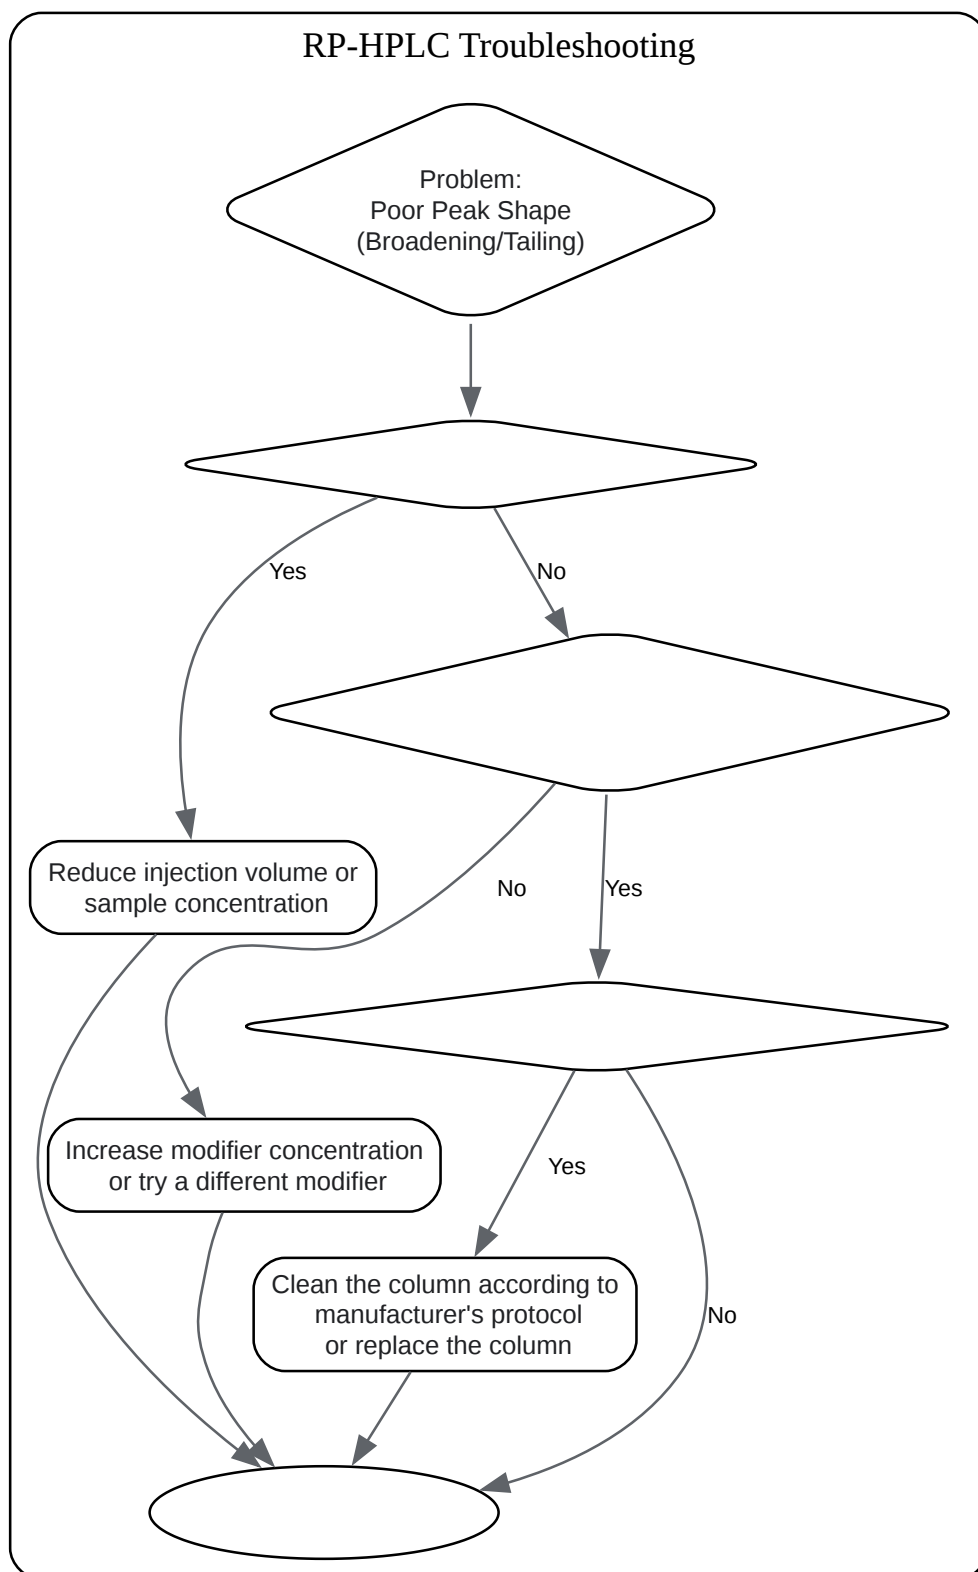 RP-HPLC Troubleshooting
Problem:
Poor Peak Shape
(Broadening/Tailing)
Yes
No
Reduce injection volume or
sample concentration
No
Yes
Increase modifier concentration
or try a different modifier
Yes
Clean the column according to
manufacturer's protocol
or replace the column
No